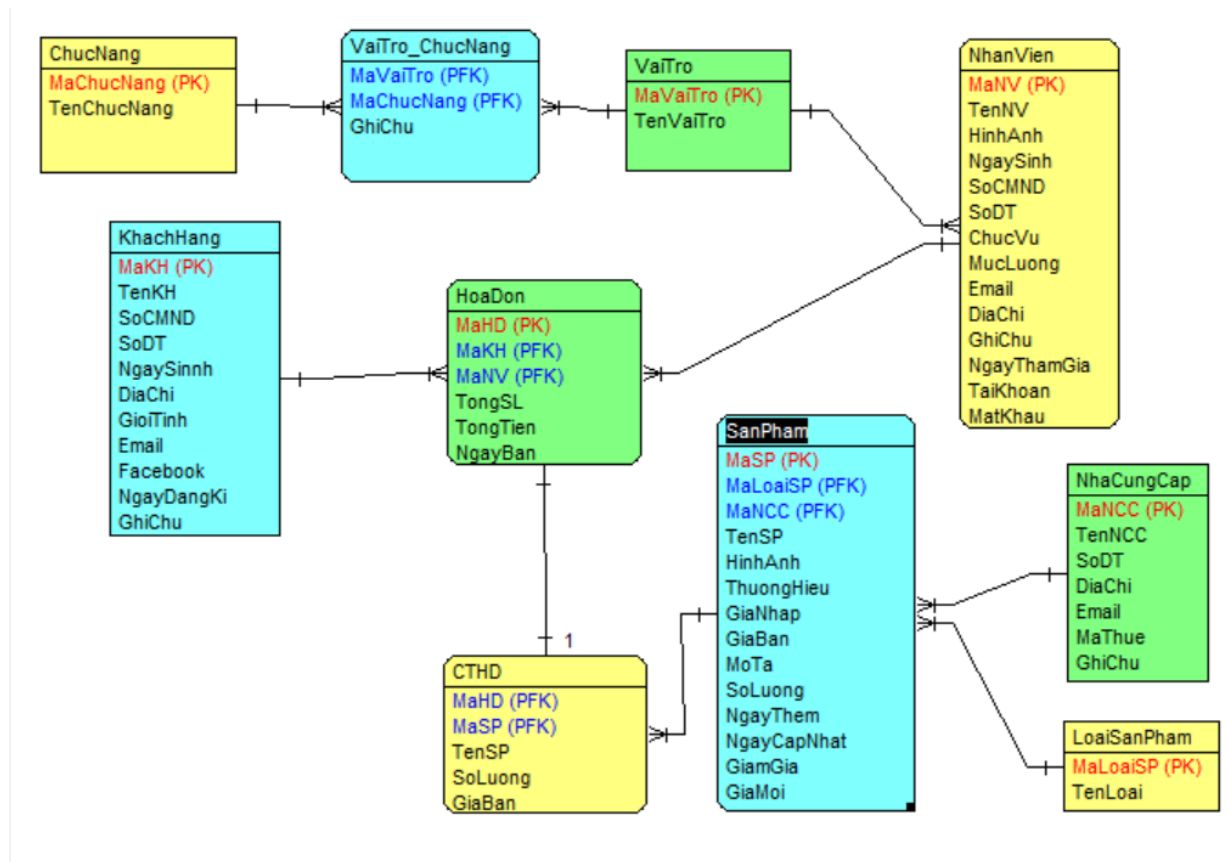 ChucNang
MaChucNang (PK)
TenChucNang
VaiTro_ChucNang
MaVaiTro (PFK)
MaChucNang (PFK)
GhiChu
VaiTro
MaVaiTro (PK)
TenVaiTro
NhanVien
MaNV (PK)
TenNV
HinhAnh
NgaySinh
SoCMND
SoDT
ChucVu
MucLuong
Email
DiaChi
GhiChu
NgayThamGia
TaiKhoan
MatKhau
KhachHang
MaKH (PK)
TenKH
SoCMND
SoDT
NgaySinnh
DiaChi
GioiTinh
Email
Facebook
NgayDangKi
GhiChu
HoaDon
MaHD (PK)
MaKH (PFK)
MaNV (PFK)
TongSL
TongTien
NgayBan
SanPham
MaSP (PK)
MaLoaiSP (PFK)
MaNCC (PFK)
TenSP
HinhAnh
ThuongHieu
GiaNhap
GiaBan
MoTa
SoLuong
NgayThem
NgayCapNhat
GiamGia
GiaMoi
NhaCungCap
MaNCC (PK)
TenNCC
SoDT
DiaChi
Email
MaThue
GhiChu
1
CTHD
MaHD (PFK)
MaSP (PFK)
TenSP
SoLuong
GiaBan
LoaiSanPham
MaLoaiSP (PK)
TenLoai